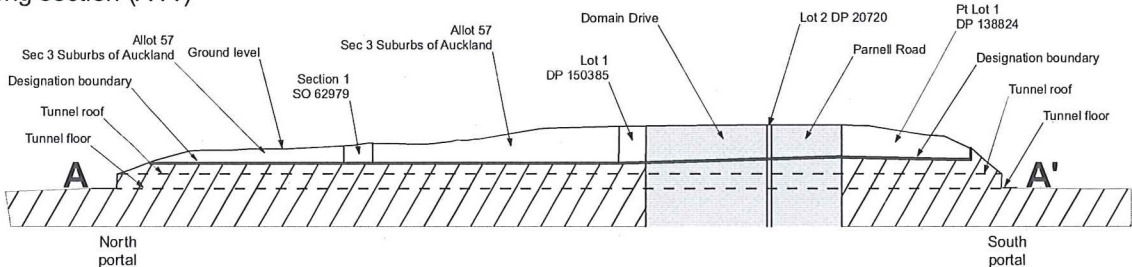 Allot 57
Sec 3 Suburbs of Auckland
Ground level
Designation boundary
Tunnel roof
Tunnel floor
Section 1
SO 62979
Allot 57
Sec 3 Suburbs of Auckland
Lot 1
DP 150385
Domain Drive
Lot 2 DP 20720
Parnell Road
Pt Lot 1
DP 138824
Designation boundary
Tunnel roof
Tunnel floor
A
A'
North
portal
South
portal